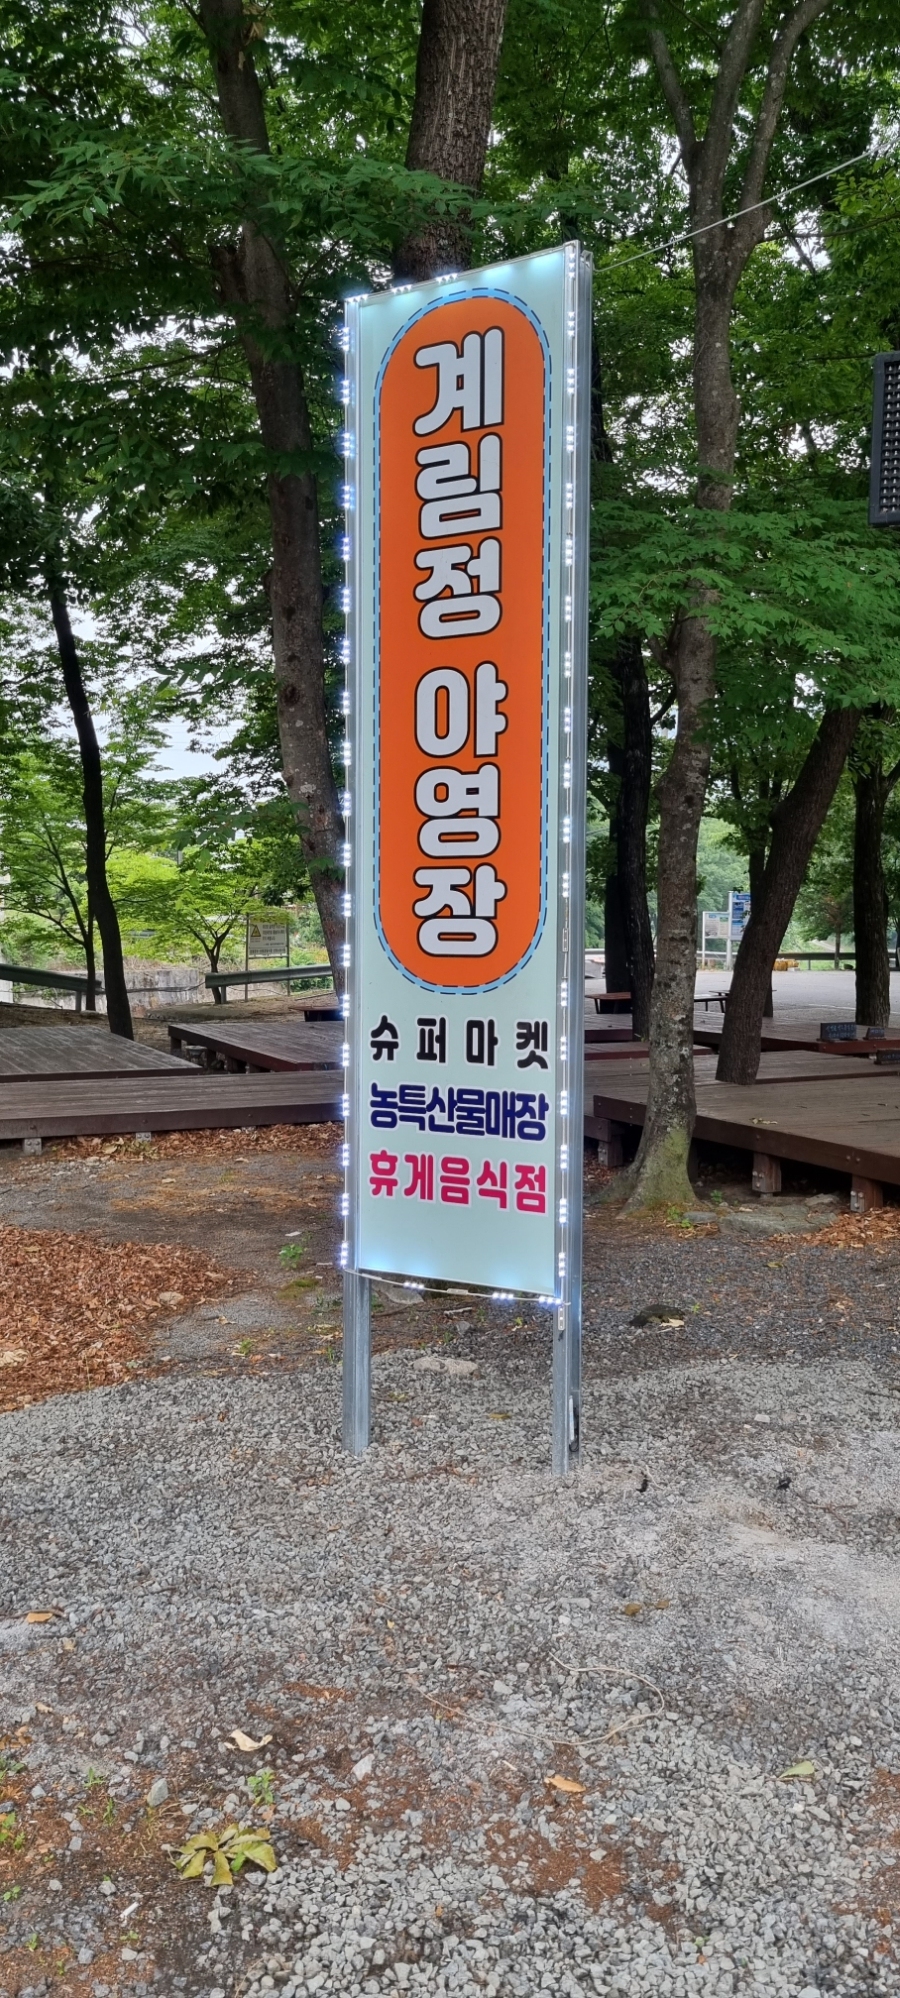 계림정 야영장
슈퍼마켓
농특산물매장
휴게음식점